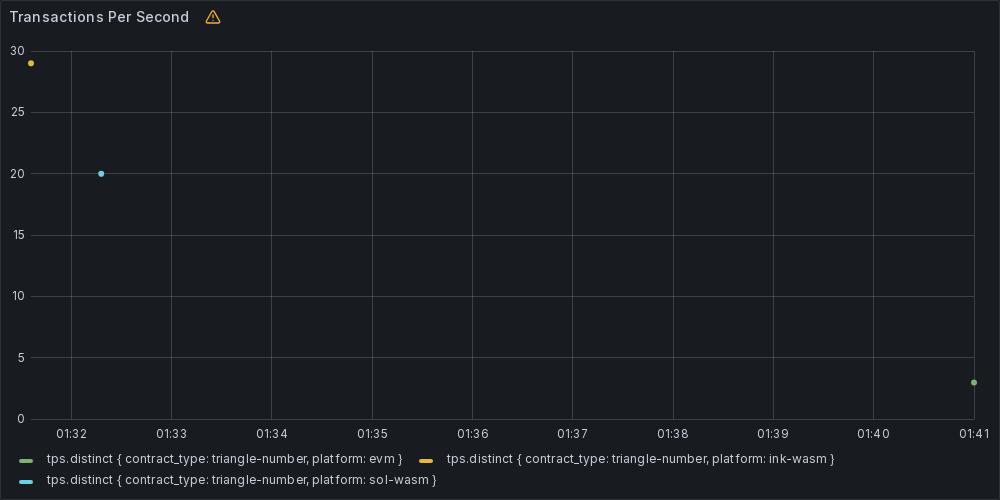 Transactions Per Second
30
25
20
15
10
5
0
01:32 01:33 01:34 01:35 01:36 01:37 01:38 01:39 01:40 01:41
tps.distinct { contract_type: triangle-number, platform: evm } tps.distinct { contract_type: triangle-number, platform: ink-wasm }
tps.distinct { contract_type: triangle-number, platform: sol-wasm }